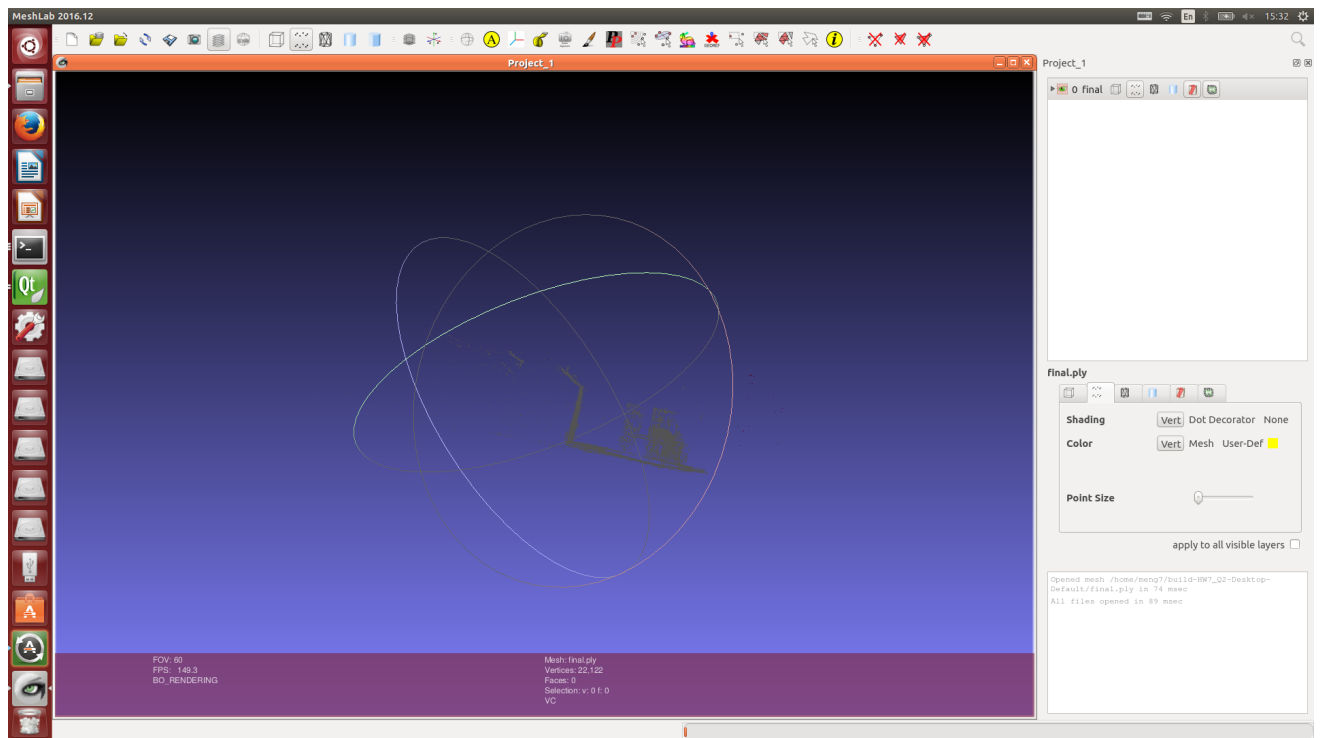 MeshLab 2016.12
En
15:32
Project_1
Project_1
0 final
A
Qt
final.ply
Shading Vert Dot Decorator None
Color Vert Mesh User-Def
Point Size
apply to all visible layers
Opened mesh /home/meng7/build-HW7_Q2-Desktop-
Default/final.ply in 74 msec
All files opened in 89 msec
FOV: 60
FPS: 149.3
BO_RENDERING
Mesh: final.ply
Vertices: 22,122
Faces: 0
Selection: v: 0 f: 0
VC